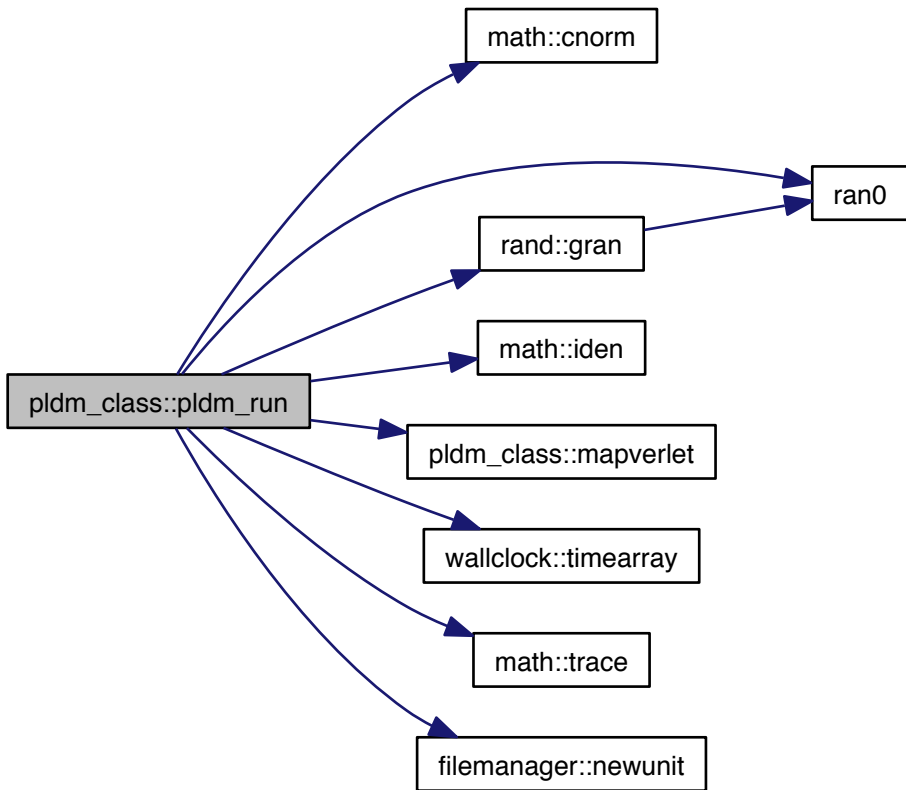 math::cnorm
ran0
rand::gran
math::iden
pldm_class::pldm_run
pldm_class::mapverlet
wallclock::timearray
math::trace
filemanager::newunit